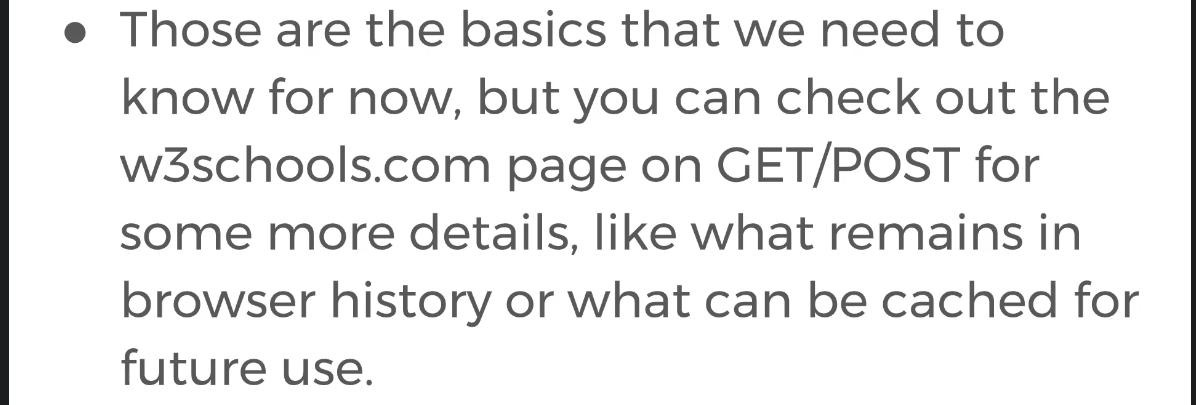 ● Those are the basics that we need to
know for now, but you can check out the
w3schools.com page on GET/POST for
some more details, like what remains in
browser history or what can be cached for
future use.